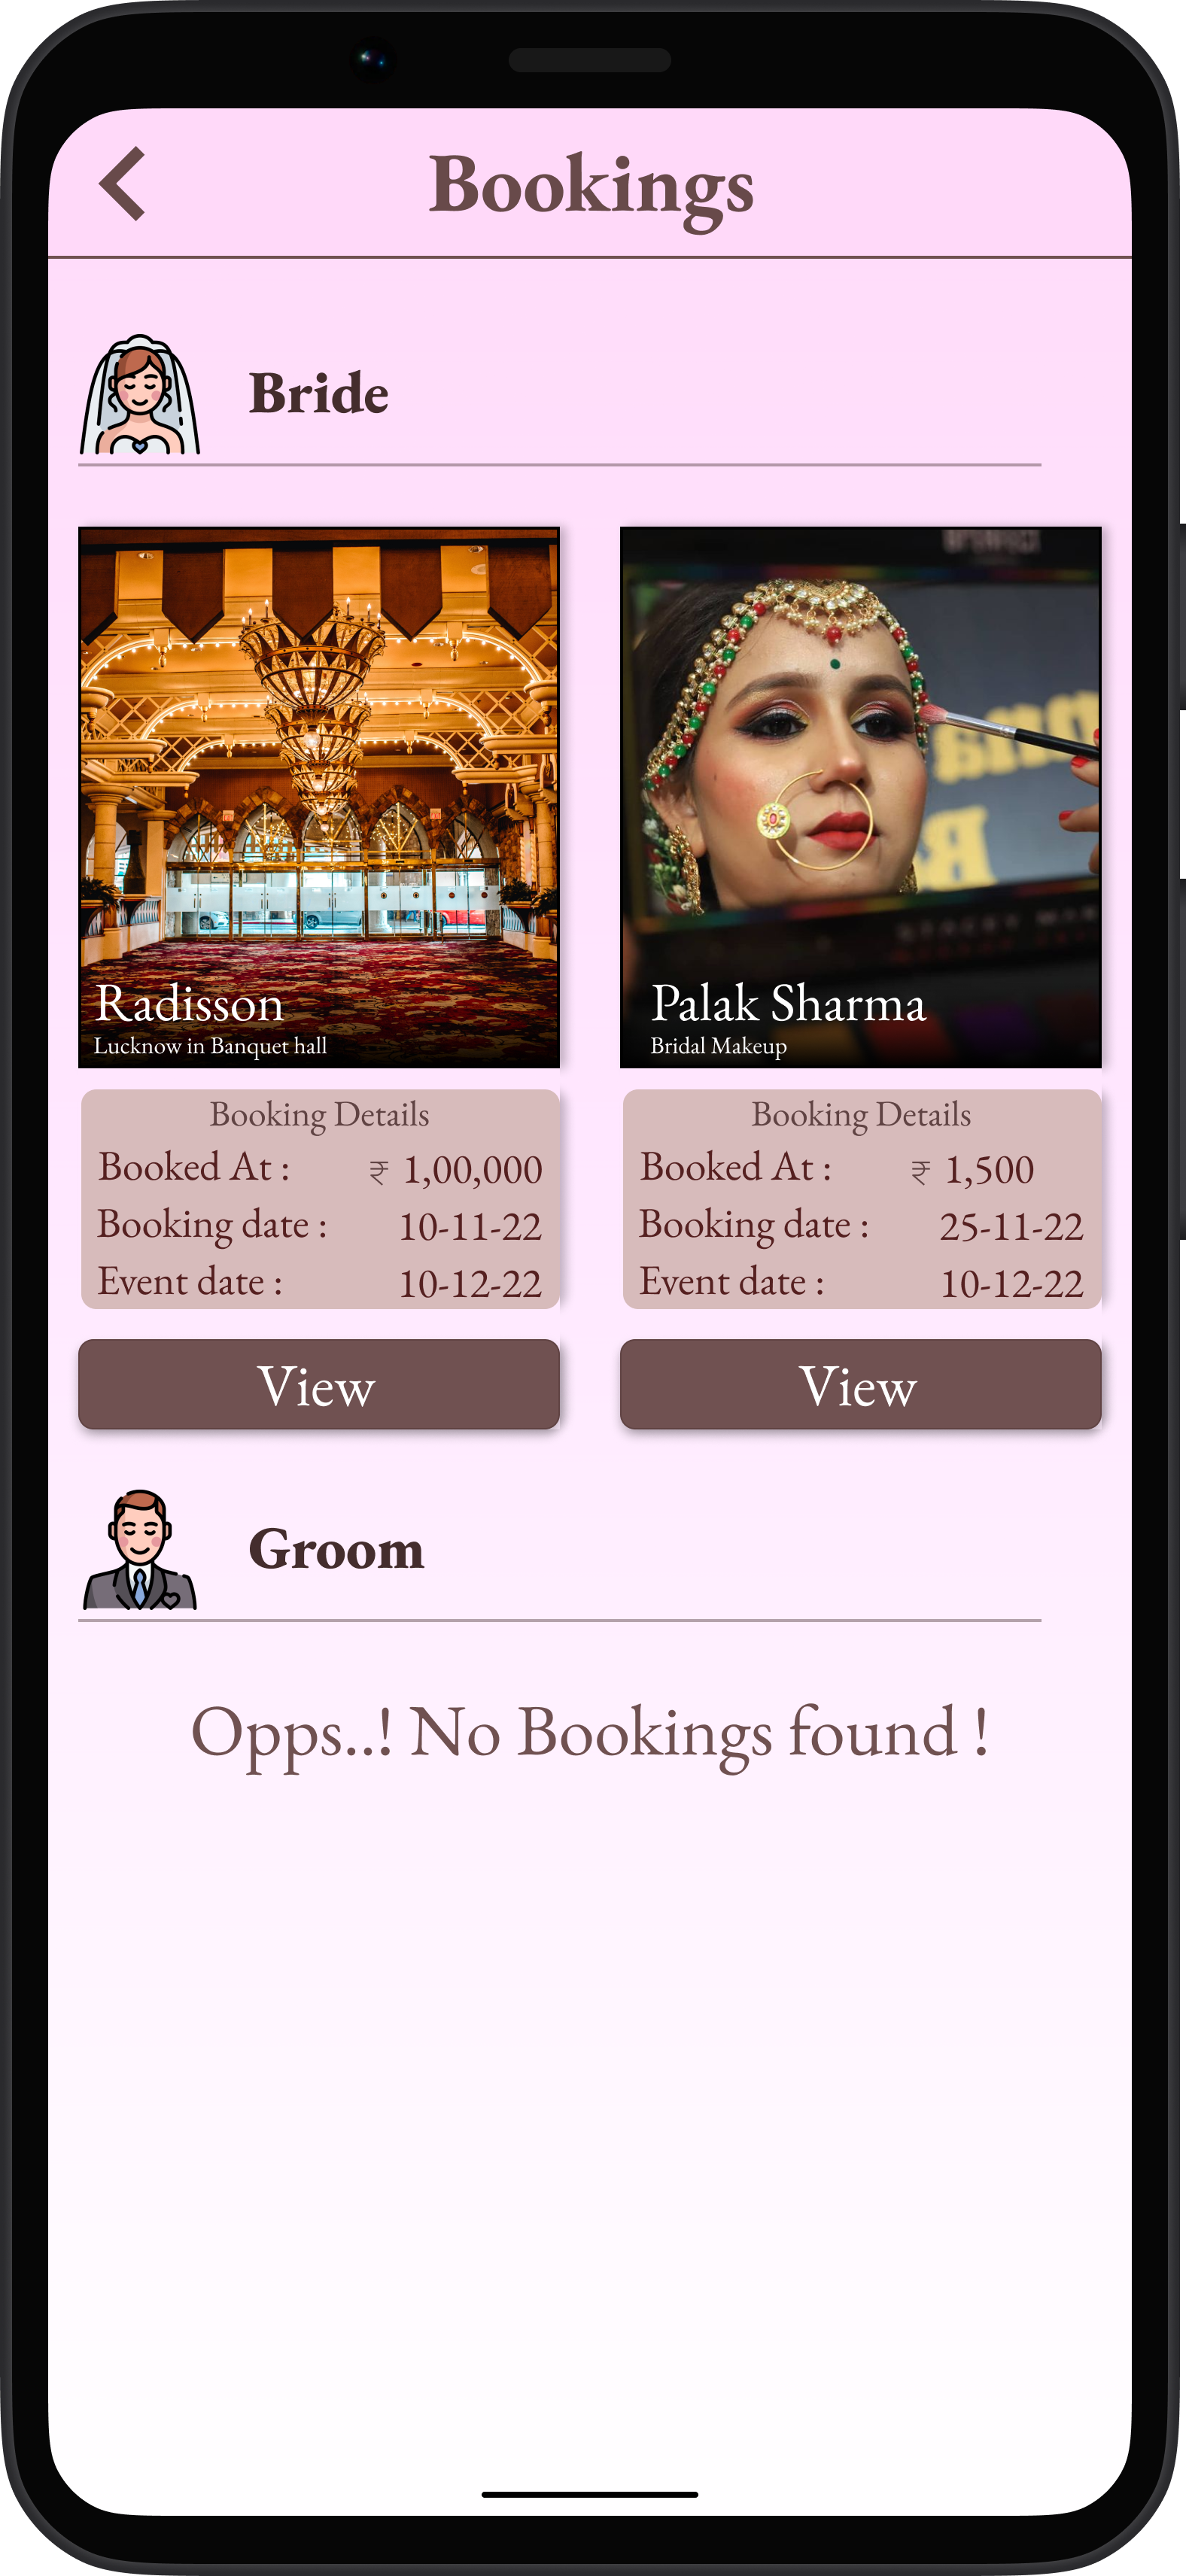 Bookings
Bride
Radisson
Lucknow in Banquet hall
Palak Sharma
Bridal Makeup
Booking Details
Booked At : ₹ 1,00,000
Booking date : 10-11-22
Event date : 10-12-22
Booking Details
Booked At : ₹ 1,500
Booking date : 25-11-22
Event date : 10-12-22
View
View
Groom
Opps..! No Bookings found !